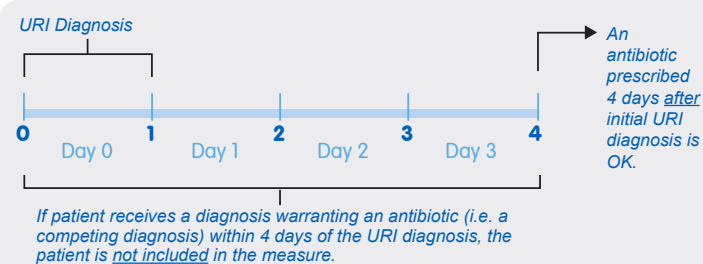 URI Diagnosis
An
antibiotic
prescribed
4 days after
initial URI
diagnosis is
OK.
0 1 2 3 4
Day 0 Day 1 Day 2 Day 3
If patient receives a diagnosis warranting an antibiotic (i.e. a
competing diagnosis) within 4 days of the URI diagnosis, the
patient is not included in the measure.